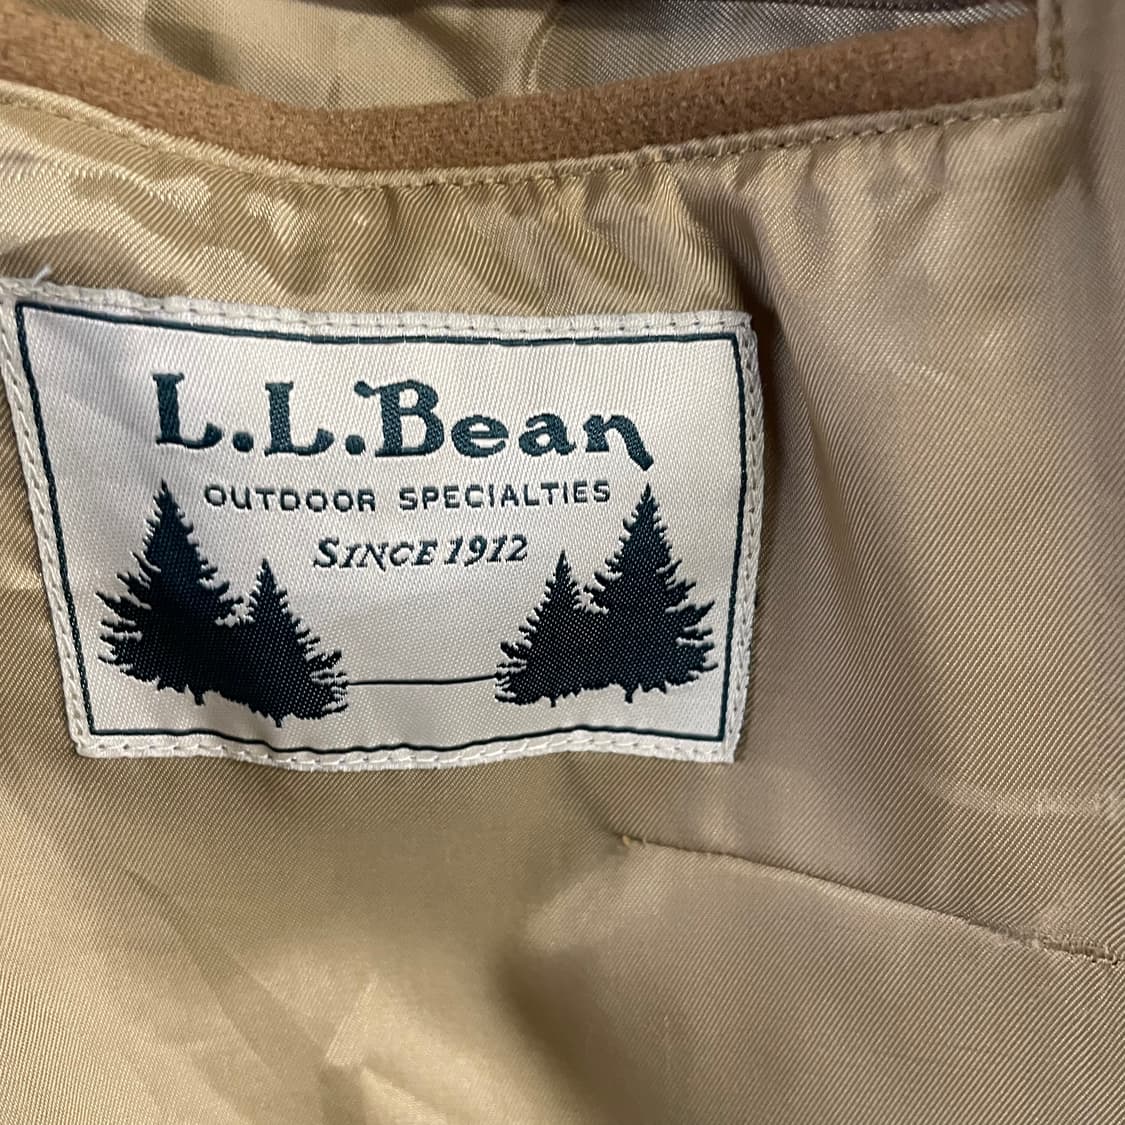 L.L.Bean
OUTDOOR SPECIALTIES
SINCE 1912